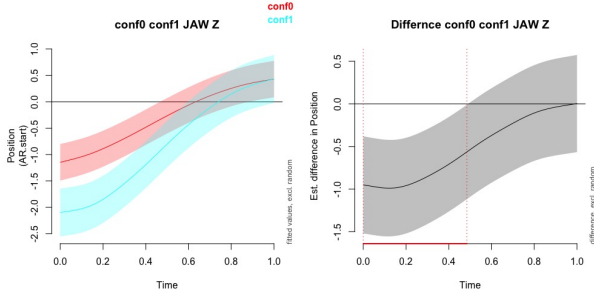 conf0
conf1
conf0 conf1 JAW Z
Position
(AR.start)
1.0
0.5
0.0
-0.5
-1.0
-1.5
-2.0
-2.5
0.0 0.2 0.4 0.6 0.8 1.0
Time
fitted values, excl. random
Differnce conf0 conf1 JAW Z
Est. difference in Position
0.5
0.0
-0.5
-1.0
-1.5
0.0 0.2 0.4 0.6 0.8 1.0
Time
difference, excl. random